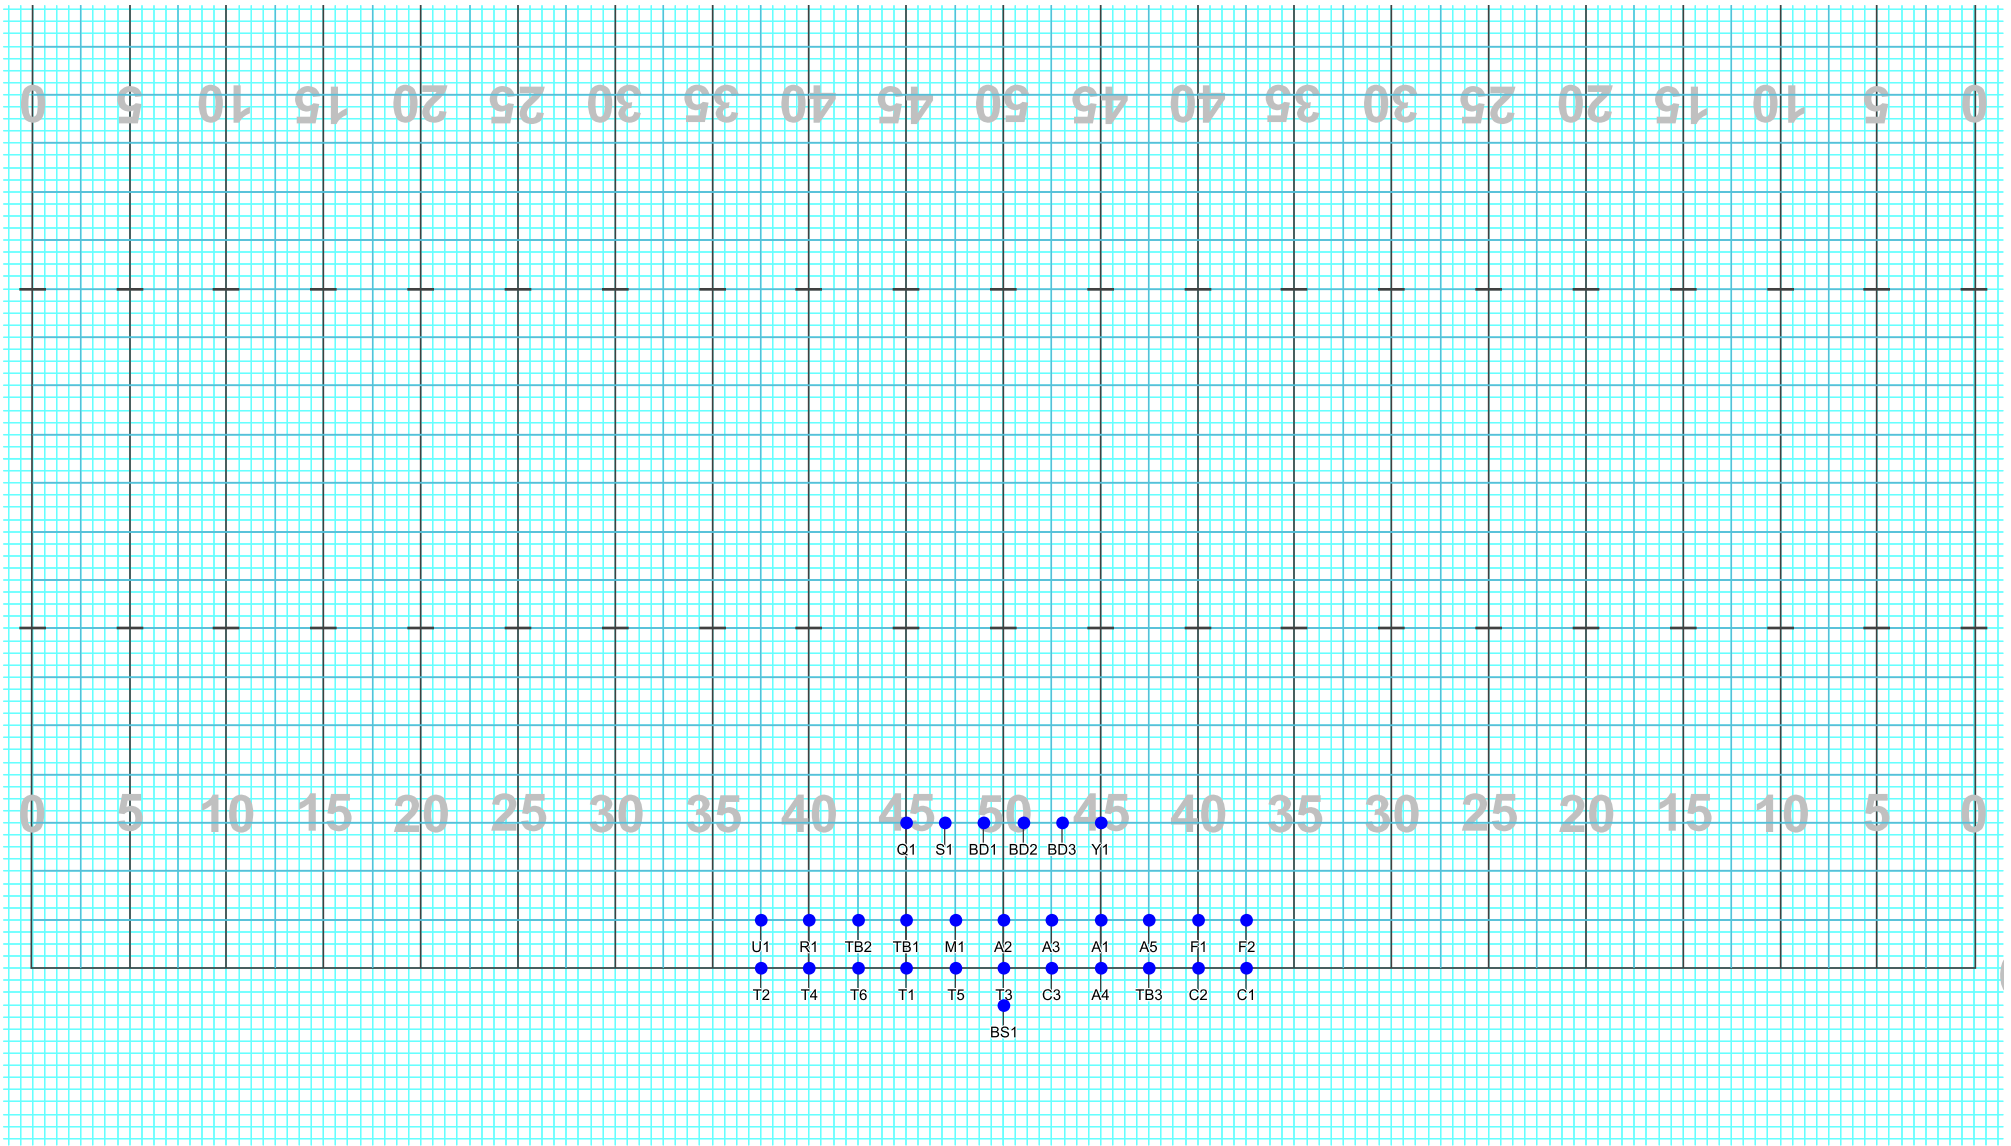 0 5 10 15 20 25 30 35 40 45 50 45 40 35 30 25 20 15 10 5 0
0 5 10 15 20 25 30 35 40 45 50 45 40 35 30 25 20 15 10 5 0
Q1 S1 BD1 BD2 BD3 Y1
U1 R1 TB2 TB1 M1 A2 A3 A1 A5 F1 F2
T2 T4 T6 T1 T5 T3 C3 A4 TB3 C2 C1
BS1